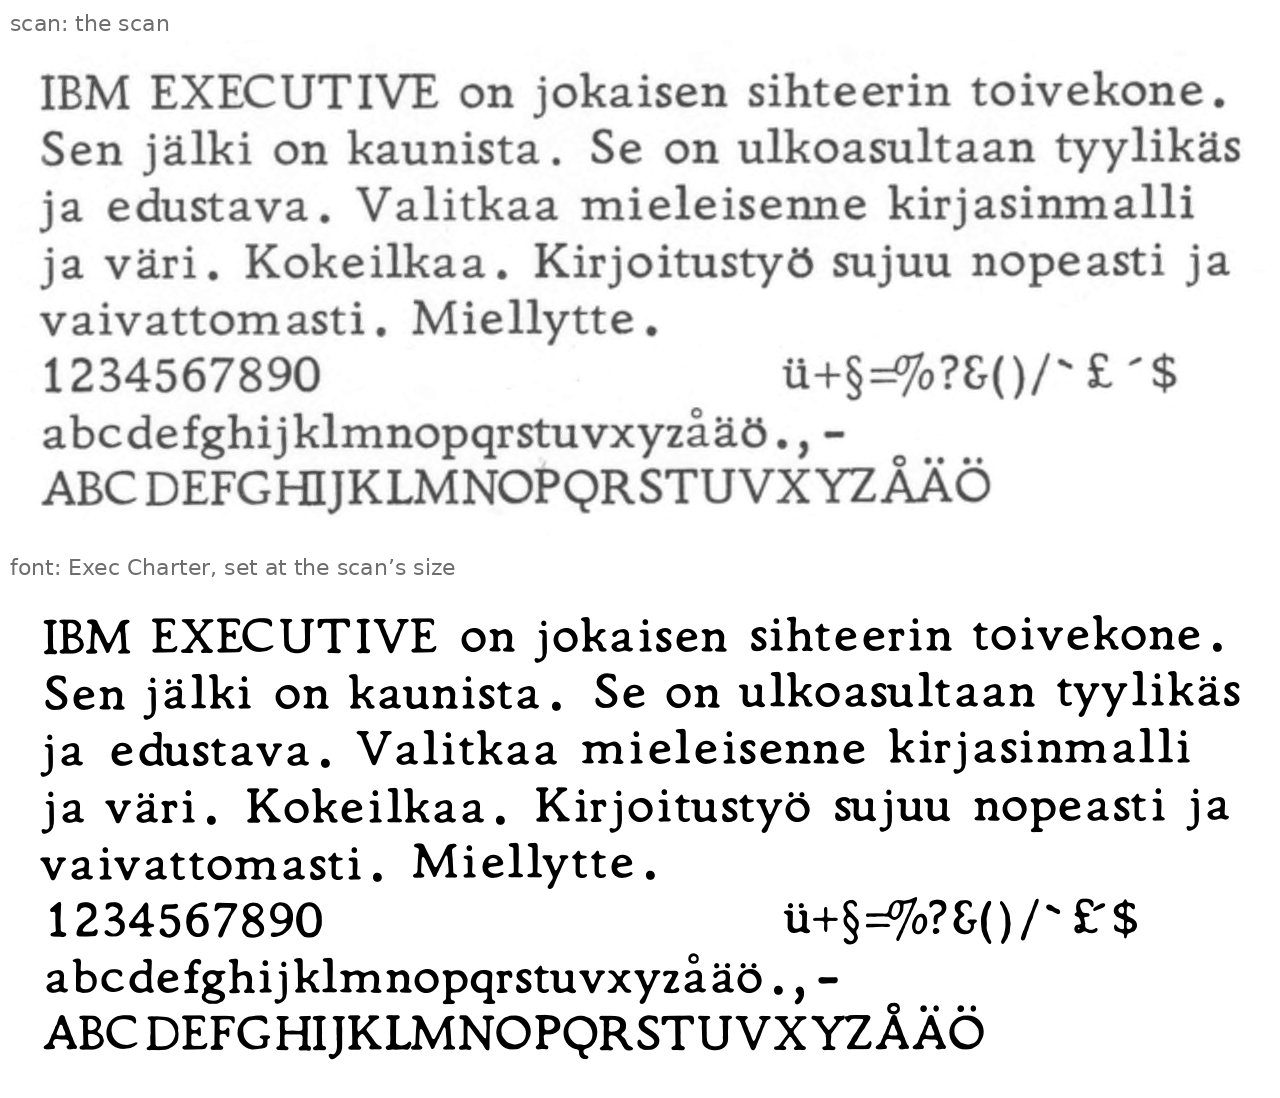 scan: the scan
IBM EXECUTIVE on jokaisen sihteerin toivekone.
Sen jälki on kaunista. Se on ulkoasultaan tyylikäs
ja edustava. Valitkaa mieleisenne kirjasinmalli
ja väri. Kokeilkaa. Kirjoitustyö sujuu nopeasti ja
vaivattomasti. Miellytte.
1234567890 ü+§=%?&()/` £ ´$
abcdefghijklmnopqrstuvxyzåäö.,-
ABCDEFGHIJKLMNOPQRSTUVXYZÅÄÖ
font: Exec Charter, set at the scan’s size
IBM EXECUTIVE on jokaisen sihteerin toivekone.
Sen jälki on kaunista. Se on ulkoasultaan tyylikäs
ja edustava. Valitkaa mieleisenne kirjasinmalli
ja väri. Kokeilkaa. Kirjoitustyö sujuu nopeasti ja
vaivattomasti. Miellytte.
1234567890 ü+§=%?&()/` £´$
abcdefghijklmnopqrstuvxyzåäö.,-
ABCDEFGHIJKLMNOPQRSTUVXYZÅÄÖ